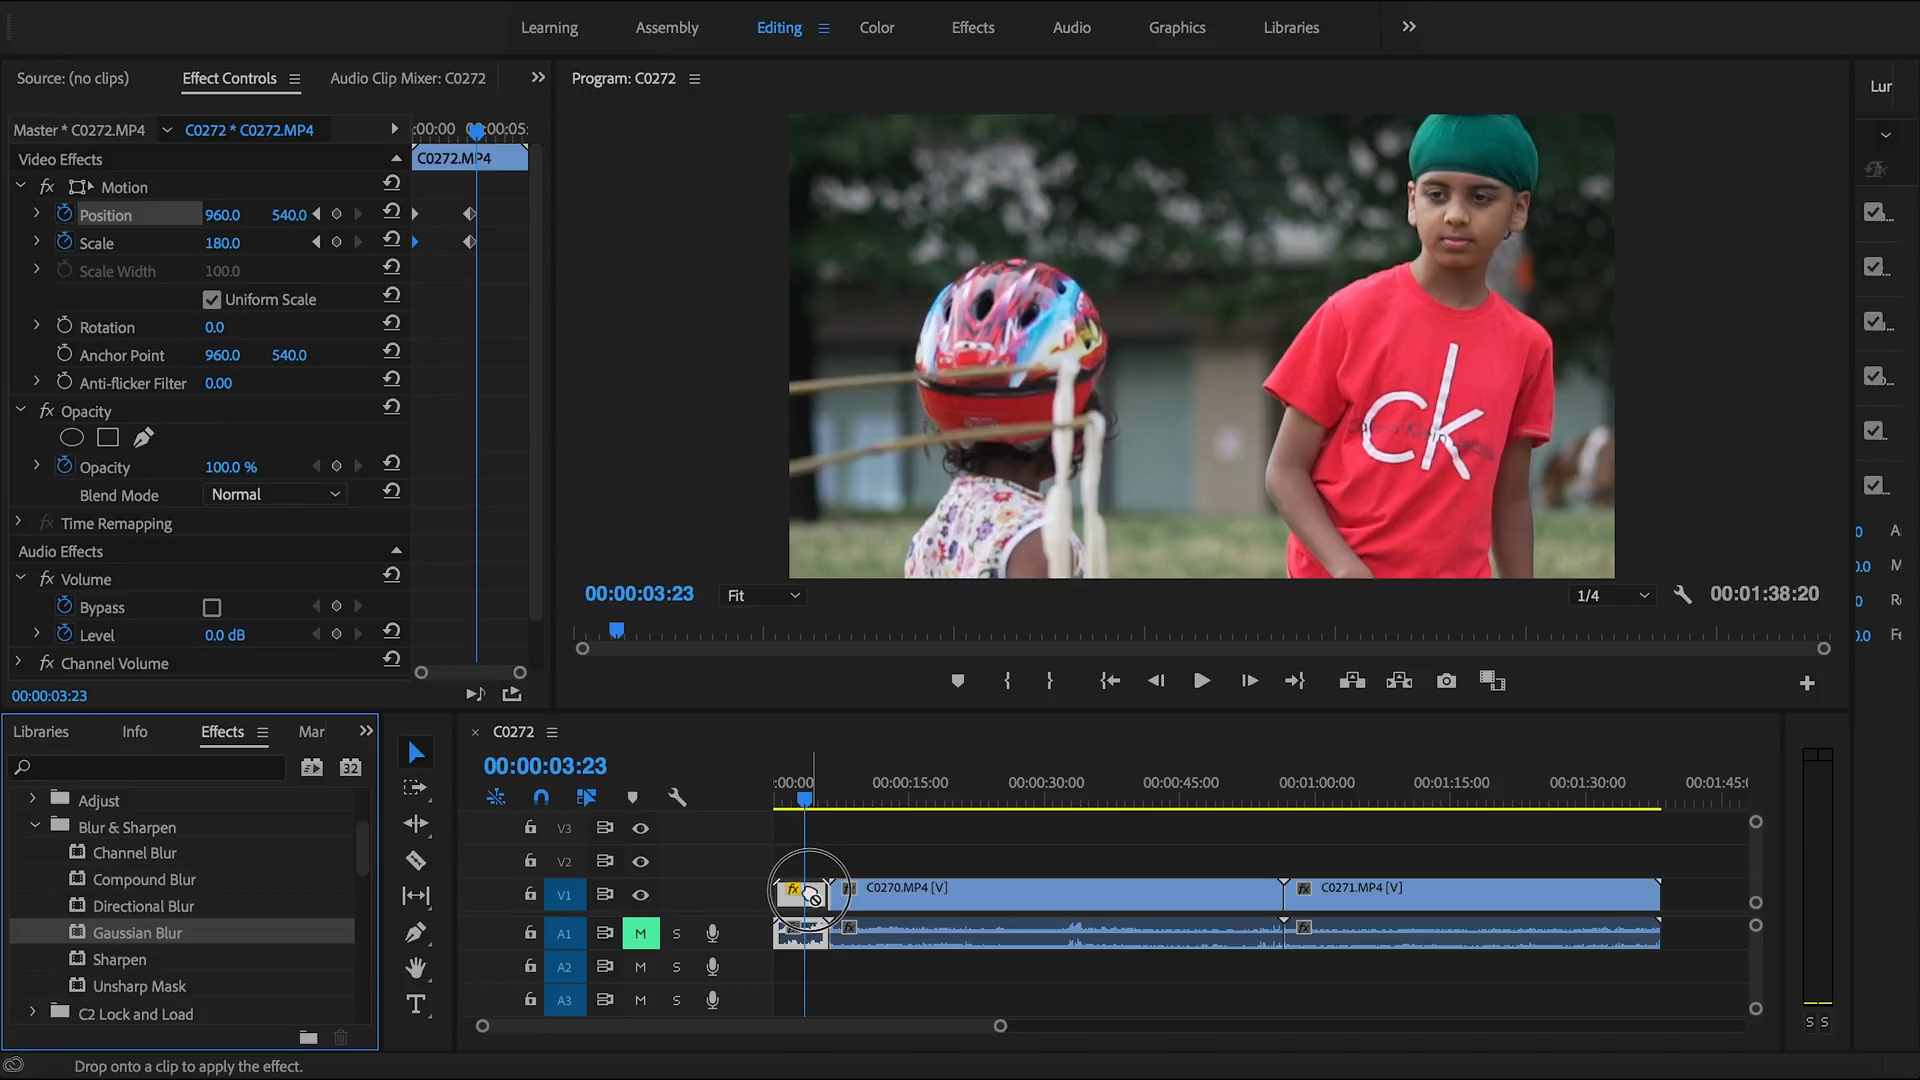 Learning Assembly Editing Color Effects Audio Graphics Libraries
Source: (no clips) Effect Controls Audio Clip Mixer: C0272 Program: C0272 Lur
Master * C0272.MP4 C0272 * C0272.MP4 :00:00 00:00:05:
Video Effects C0272.MP4
fx Motion
Position 960.0 540.0
Scale 180.0
Scale Width 100.0
Uniform Scale
Rotation 0.0
Anchor Point 960.0 540.0
Anti-flicker Filter 0.00
fx Opacity
Opacity 100.0 %
Blend Mode Normal
fx Time Remapping
Audio Effects
fx Volume
Bypass
Level 0.0 dB
fx Channel Volume
00:00:03:23
ck
00:00:03:23 Fit 1/4 00:01:38:20
Libraries Info Effects Mar
32
Adjust
Blur & Sharpen
Channel Blur
Compound Blur
Directional Blur
Gaussian Blur
Sharpen
Unsharp Mask
C2 Lock and Load
C0272
00:00:03:23
:00:00 00:00:15:00 00:00:30:00 00:00:45:00 00:01:00:00 00:01:15:00 00:01:30:00 00:01:45:0
V3
V2
V1 fx fx C0270.MP4 [V] fx C0271.MP4 [V]
A1 M S fx fx
A2 M S
A3 M S
S S
Drop onto a clip to apply the effect.